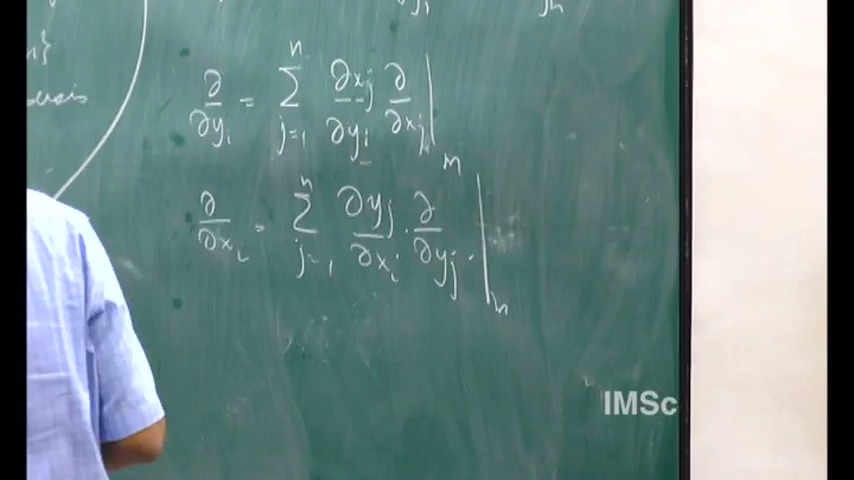 n}
∂/∂y_i = Σ_{j=1}^{n} ∂x_j/∂y_i ∂/∂x_j |_m
∂/∂x_i = Σ_{j=1}^{n} ∂y_j/∂x_i · ∂/∂y_j . |_m
IMSc